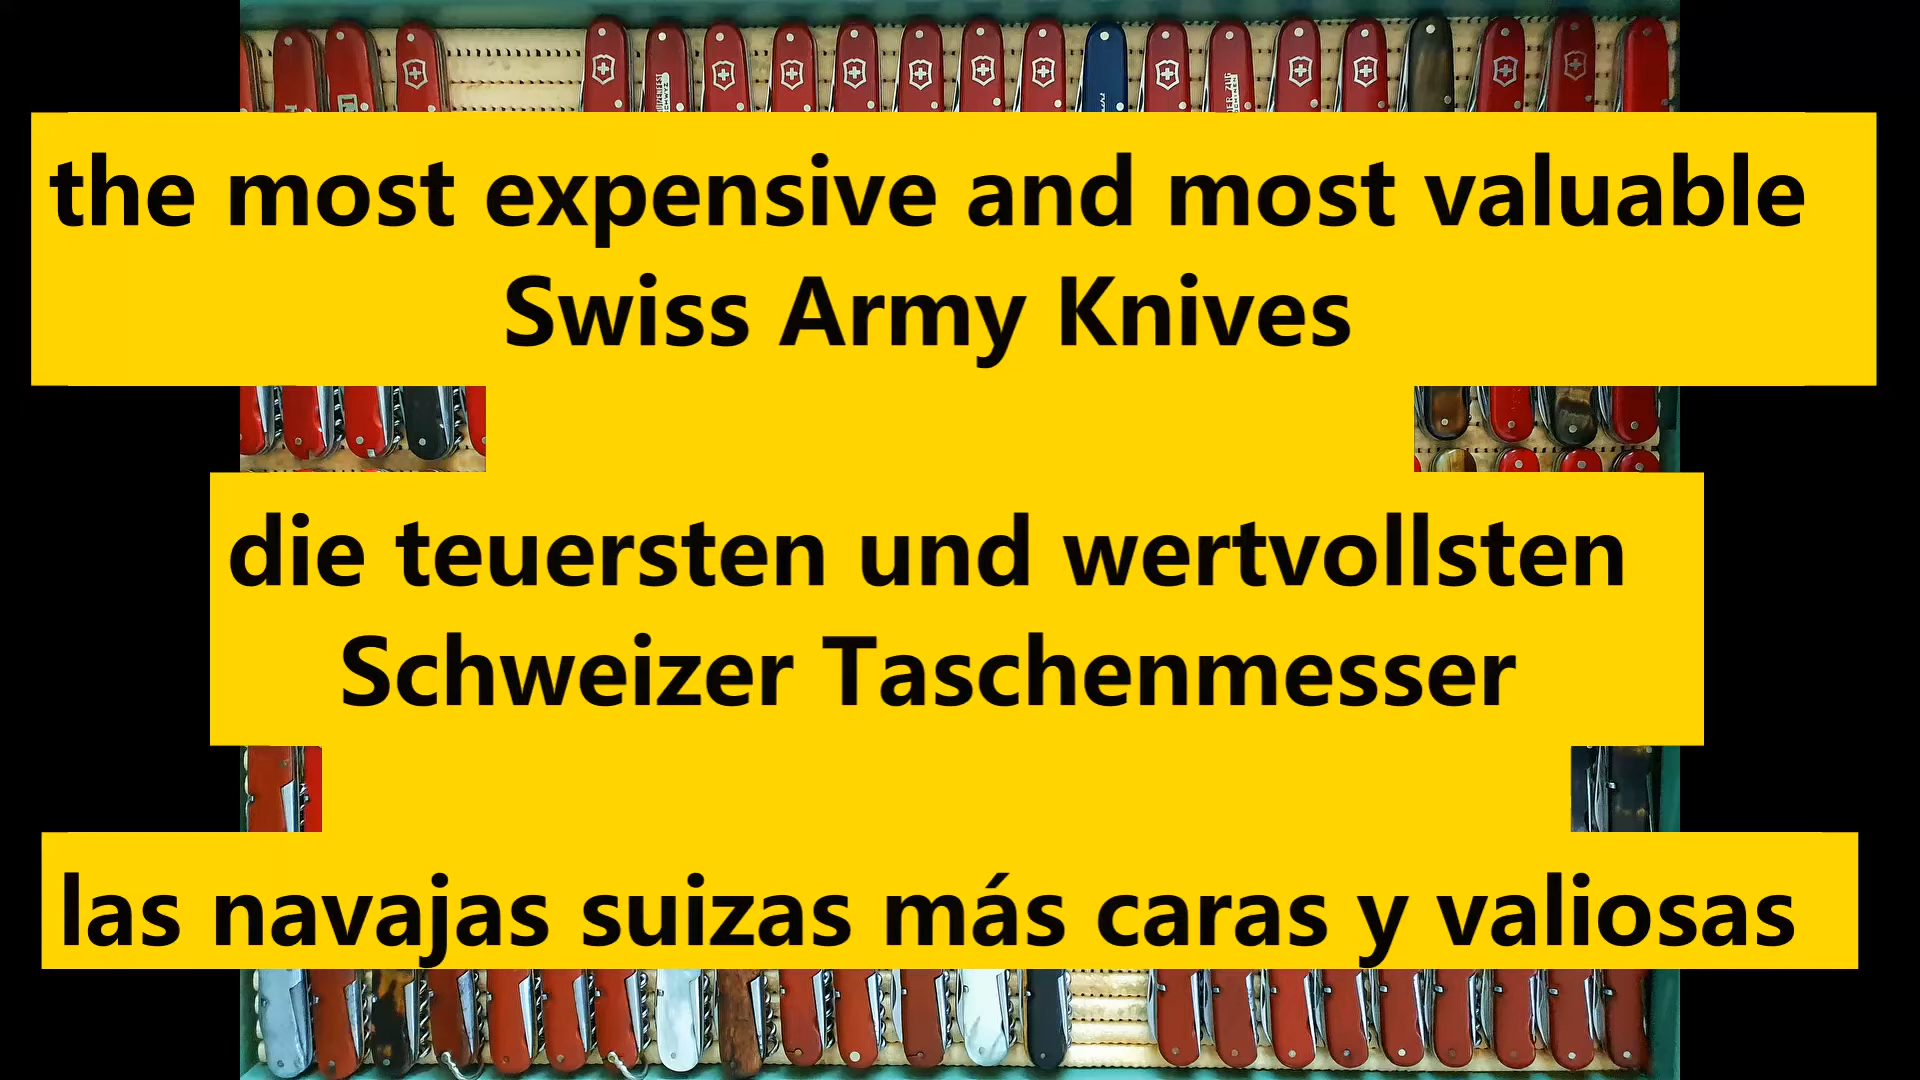 the most expensive and most valuable
Swiss Army Knives
die teuersten und wertvollsten
Schweizer Taschenmesser
las navajas suizas más caras y valiosas